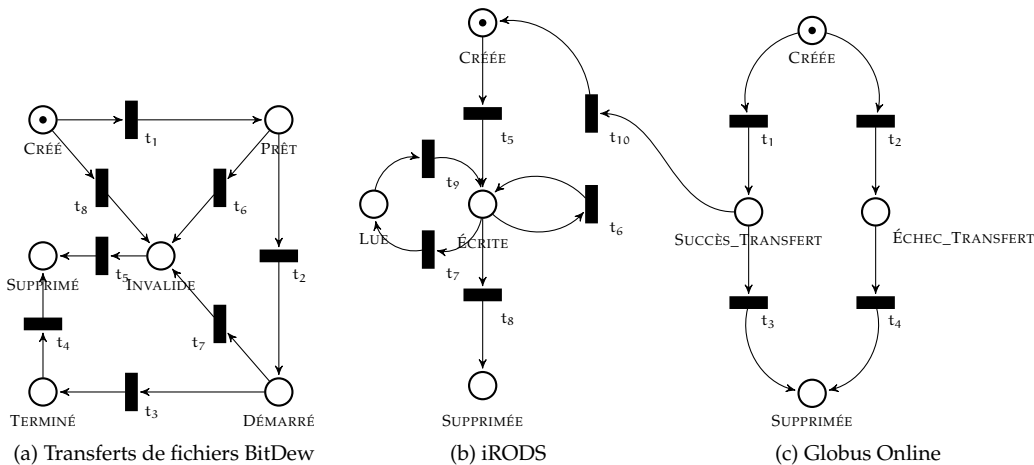 CRÉÉ
t₁
PRÊT
t₈
t₆
SUPPRIMÉ
t₅
INVALIDE
t₂
t₄
t₇
TERMINÉ
t₃
DÉMARRÉ
(a) Transferts de fichiers BitDew
CRÉÉE
t₅
t₁₀
t₉
LUE
ÉCRITE
t₆
t₇
t₈
SUPPRIMÉE
(b) iRODS
CRÉÉE
t₁
t₂
SUCCÈS_TRANSFERT
ÉCHEC_TRANSFERT
t₃
t₄
SUPPRIMÉE
(c) Globus Online